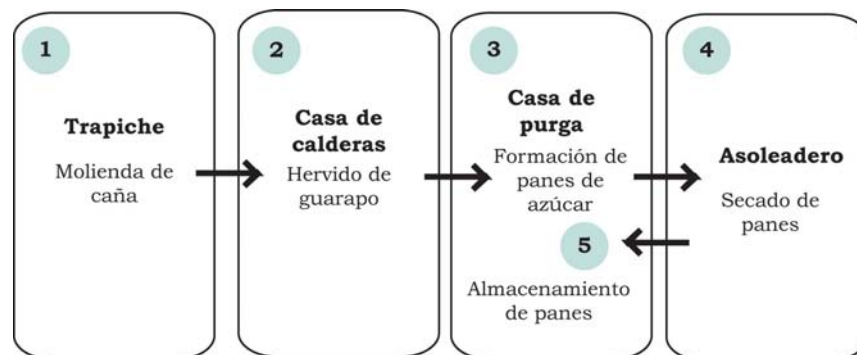 1
Trapiche
Molienda de
caña
2
Casa de
calderas
Hervido de
guarapo
3
Casa de
purga
Formación de
panes de
azúcar
4
Asoleadero
Secado de
panes
5
Almacenamiento
de panes